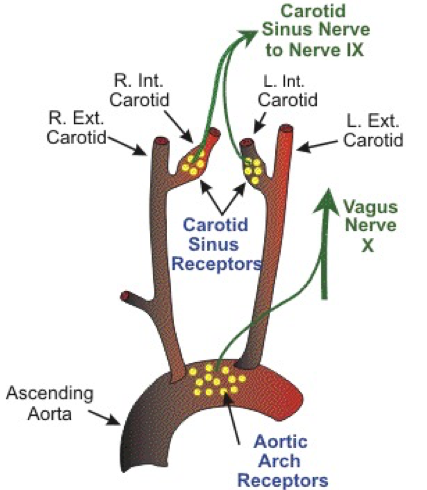 Carotid
Sinus Nerve
to Nerve IX
R. Int.
Carotid
L. Int.
Carotid
R. Ext.
Carotid
L. Ext.
Carotid
Vagus
Nerve
X
Carotid
Sinus
Receptors
Ascending
Aorta
Aortic
Arch
Receptors